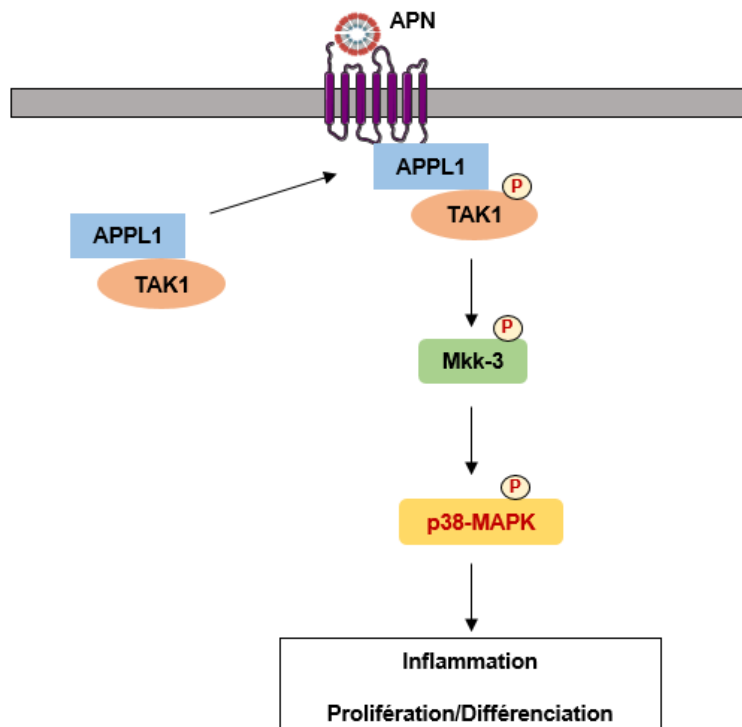 APN
APPL1
P
TAK1
APPL1
TAK1
P
Mkk-3
P
p38-MAPK
Inflammation
Prolifération/Différenciation